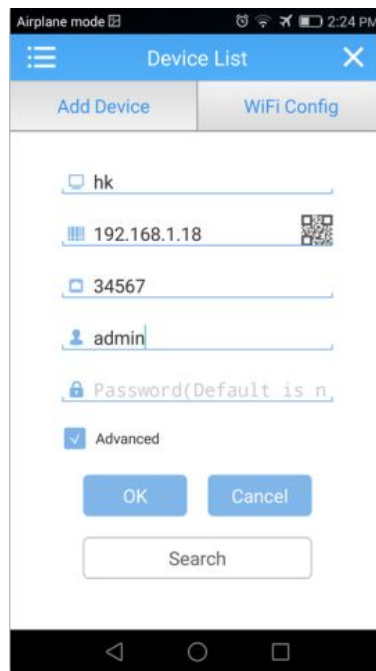 Airplane mode 2:24 PM
Device List
Add Device WiFi Config
hk
192.168.1.18
34567
admin
Password(Default is n
Advanced
OK Cancel
Search